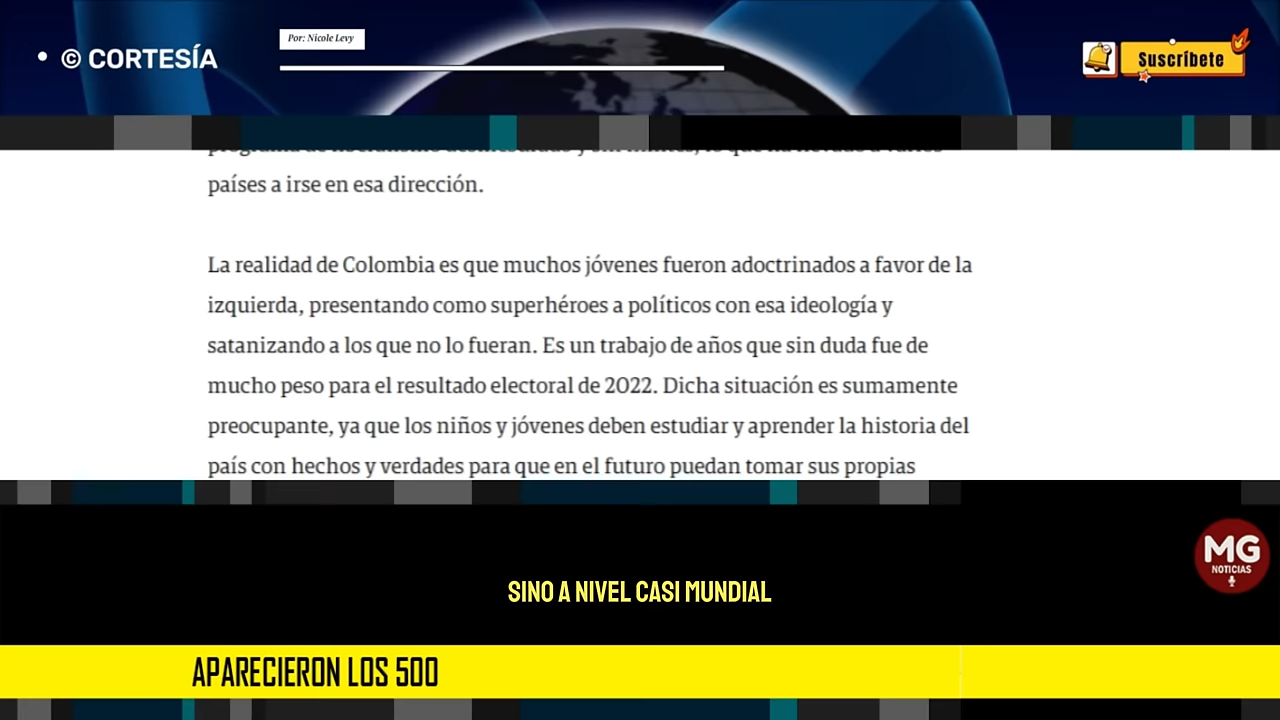 Por: Nicole Levy
• © CORTESÍA
Suscríbete
países a irse en esa dirección.
La realidad de Colombia es que muchos jóvenes fueron adoctrinados a favor de la
izquierda, presentando como superhéroes a políticos con esa ideología y
satanizando a los que no lo fueran. Es un trabajo de años que sin duda fue de
mucho peso para el resultado electoral de 2022. Dicha situación es sumamente
preocupante, ya que los niños y jóvenes deben estudiar y aprender la historia del
país con hechos y verdades para que en el futuro puedan tomar sus propias
MG
NOTICIAS
SINO A NIVEL CASI MUNDIAL
APARECIERON LOS 500